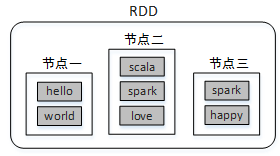 RDD
节点一
hello
world
节点二
scala
spark
love
节点三
spark
happy